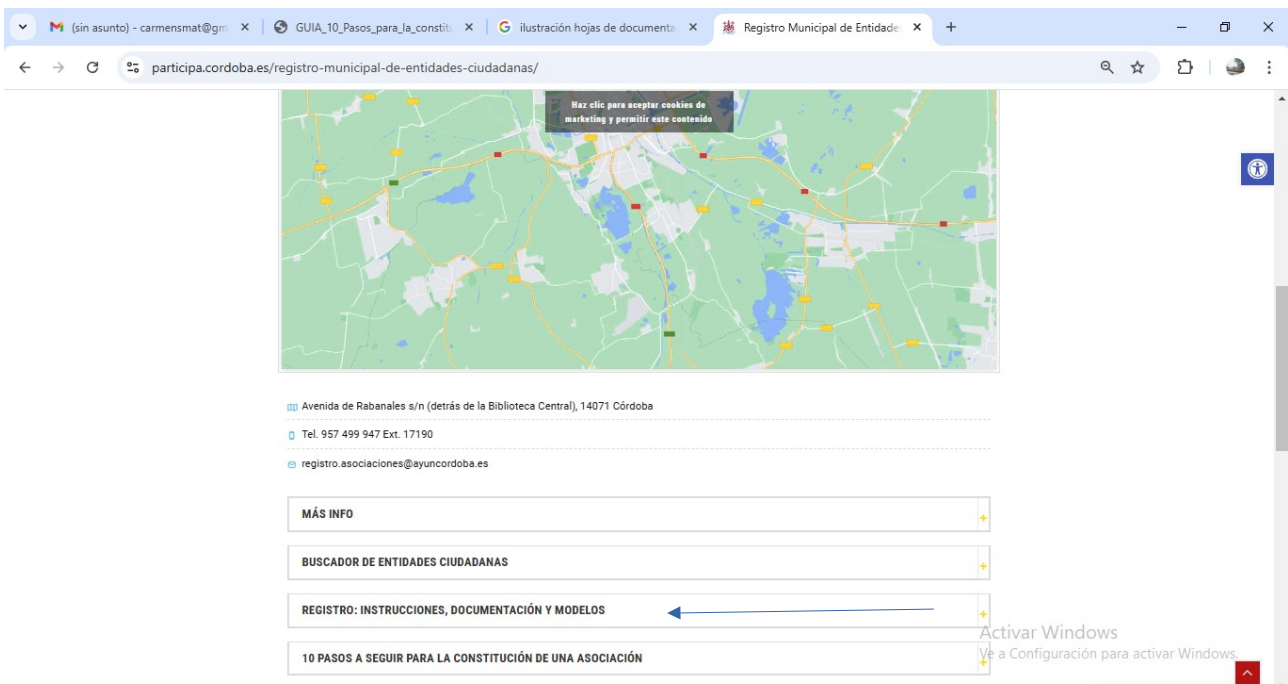 (sin asunto) - carmensmat@gm
GUIA_10_Pasos_para_la_constitu
ilustración hojas de documenta
Registro Municipal de Entidade
participa.cordoba.es/registro-municipal-de-entidades-ciudadanas/
Haz clic para aceptar cookies de
marketing y permitir este contenido
Avenida de Rabanales s/n (detrás de la Biblioteca Central), 14071 Córdoba
Tel. 957 499 947 Ext. 17190
registro.asociaciones@ayuncordoba.es
MÁS INFO
BUSCADOR DE ENTIDADES CIUDADANAS
REGISTRO: INSTRUCCIONES, DOCUMENTACIÓN Y MODELOS
10 PASOS A SEGUIR PARA LA CONSTITUCIÓN DE UNA ASOCIACIÓN
Activar Windows
Ve a Configuración para activar Windows.